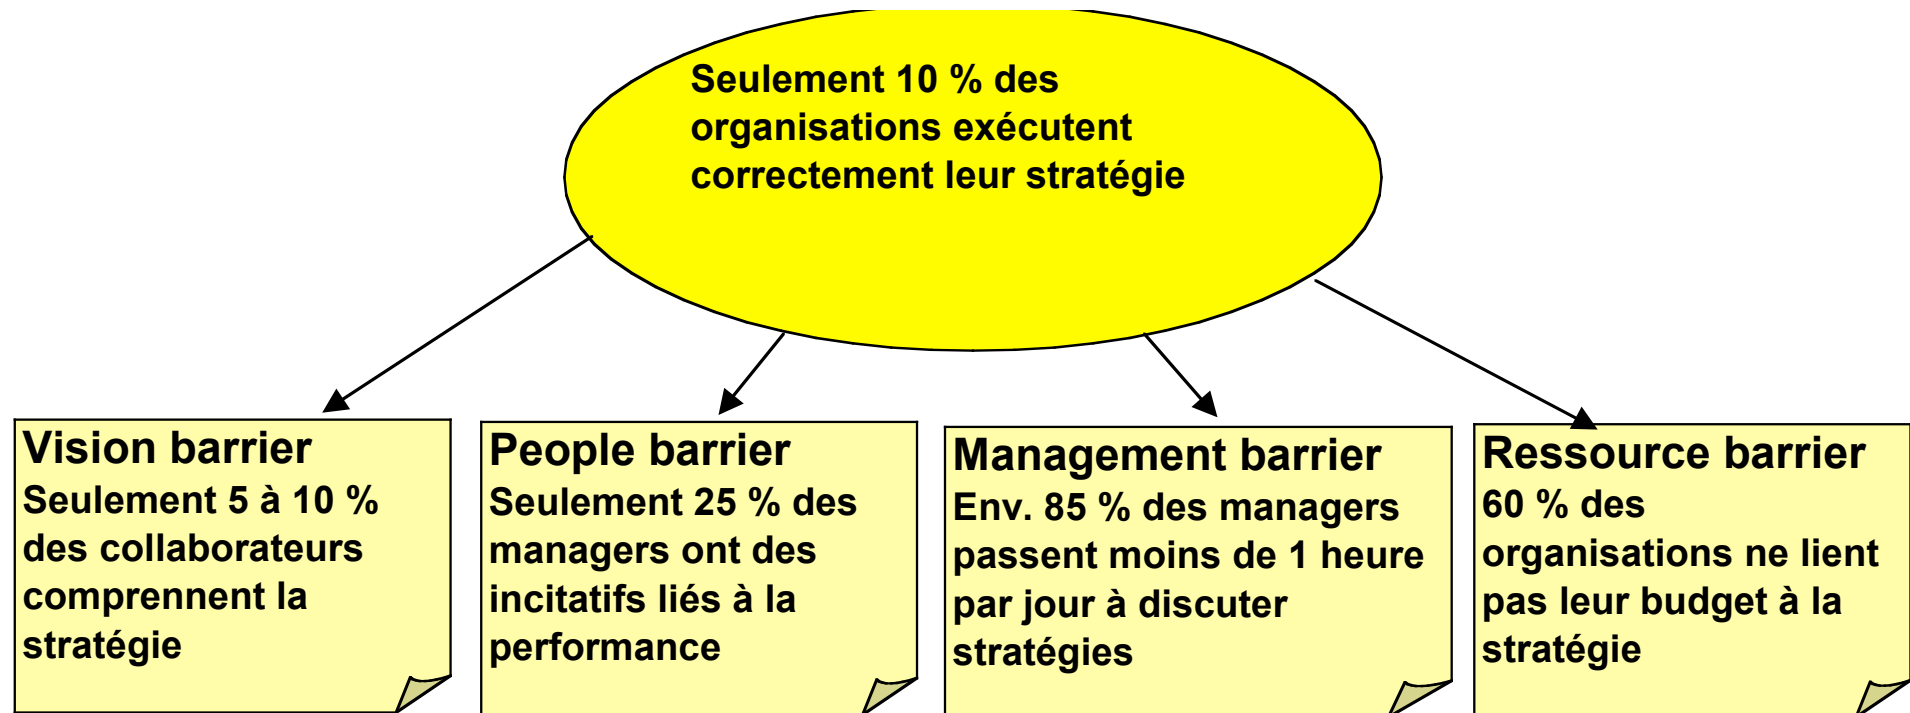 Seulement 10 % des
organisations exécutent
correctement leur stratégie
Vision barrier
Seulement 5 à 10 %
des collaborateurs
comprennent la
stratégie
People barrier
Seulement 25 % des
managers ont des
incitatifs liés à la
performance
Management barrier
Env. 85 % des managers
passent moins de 1 heure
par jour à discuter
stratégies
Ressource barrier
60 % des
organisations ne lient
pas leur budget à la
stratégie